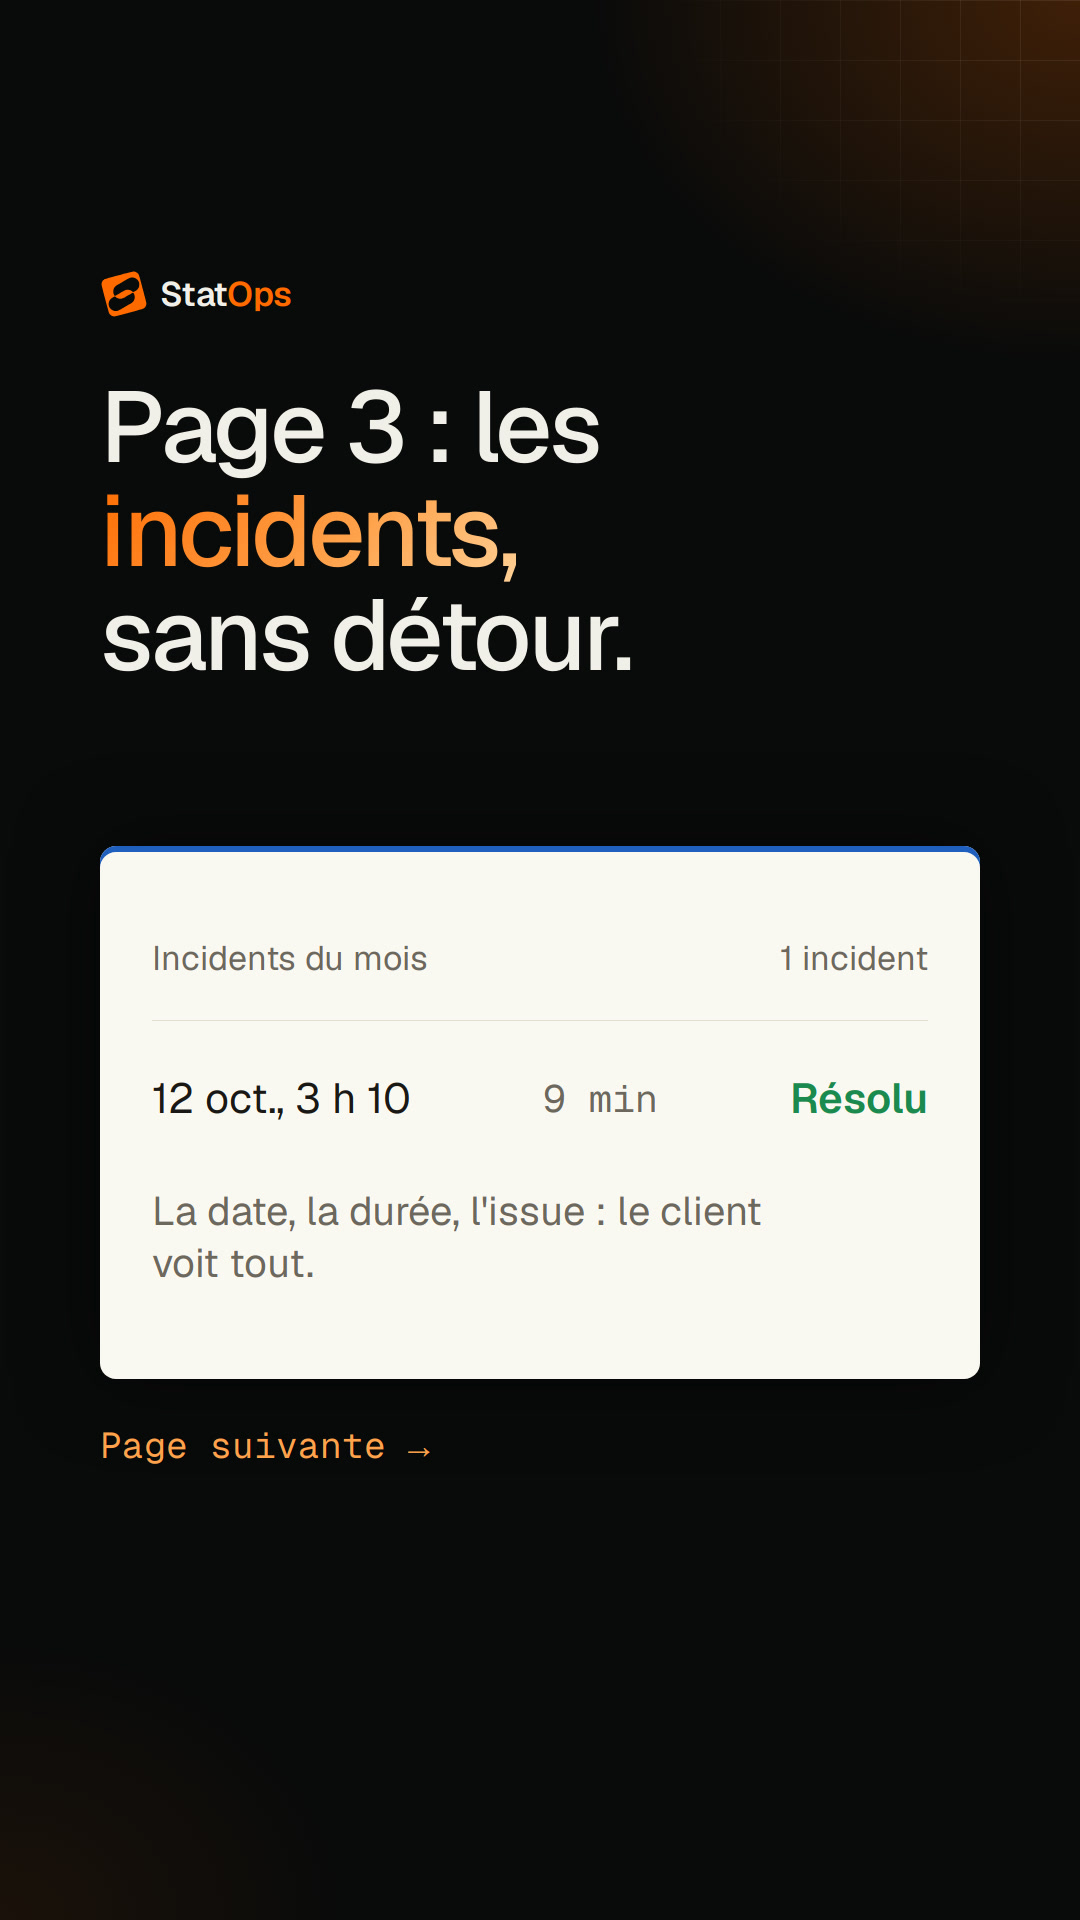 StatOps
Page 3 : les
incidents,
sans détour.
Incidents du mois 1 incident
12 oct., 3 h 10 9 min Résolu
La date, la durée, l'issue : le client
voit tout.
Page suivante →